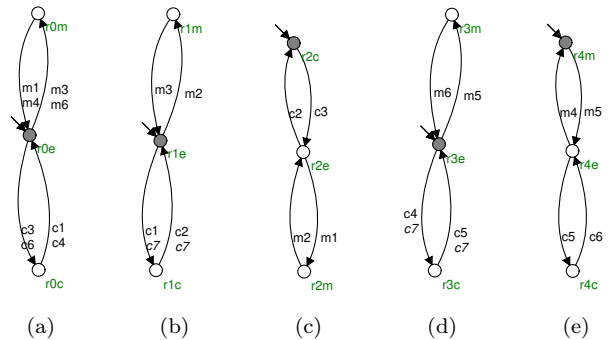 r0m
m1
m4
m3
m6
r0e
c3
c6
c1
c4
r0c
(a)
r1m
m3
m2
r1e
c1
c7
c2
c7
r1c
(b)
r2c
c2
c3
r2e
m2
m1
r2m
(c)
r3m
m6
m5
r3e
c4
c7
c5
c7
r3c
(d)
r4m
m4
m5
r4e
c5
c6
r4c
(e)